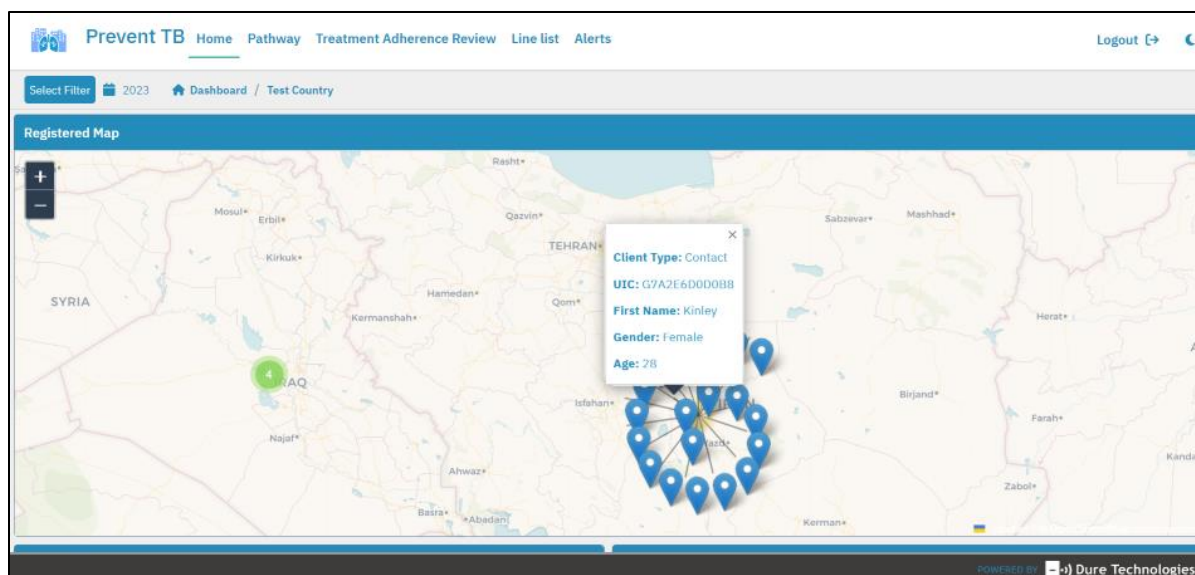 Prevent TB Home Pathway Treatment Adherence Review Line list Alerts Logout
Select Filter 2023 Dashboard / Test Country
Registered Map
+
−
Rasht
Mosul
Erbil
Qazvin
Sabzevar
Mashhad
TEHRAN
Kirkuk
SYRIA
Hamedan
Qom
Kermanshah
Herat
×
Client Type: Contact
UIC: G7A2E6D0D0B8
First Name: Kinley
Gender: Female
Age: 28
4
IRAQ
Isfahan
Birjand
Farah
Najaf
Yazd
Kanda
Ahwaz
Zabol
Basra
Abadan
Kerman
POWERED BY Dure Technologies